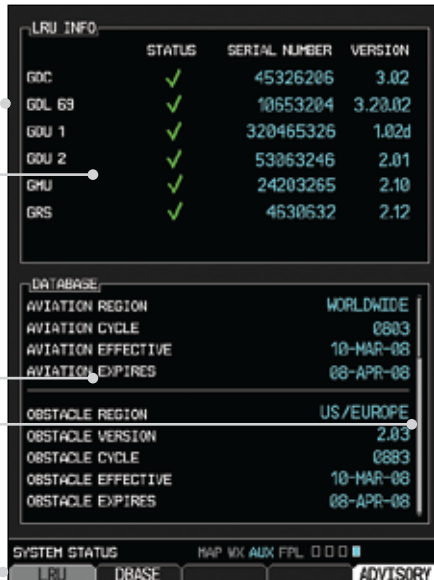 LRU INFO
STATUS SERIAL NUMBER VERSION
GDC 45326206 3.02
GDL 69 10653204 3.20.02
GDU 1 320465326 1.02d
GDU 2 53063246 2.01
GMU 24203265 2.10
GRS 4630632 2.12
DATABASE
AVIATION REGION WORLDWIDE
AVIATION CYCLE 0803
AVIATION EFFECTIVE 10-MAR-08
AVIATION EXPIRES 08-APR-08
OBSTACLE REGION US/EUROPE
OBSTACLE VERSION 2.03
OBSTACLE CYCLE 08B3
OBSTACLE EFFECTIVE 10-MAR-08
OBSTACLE EXPIRES 08-APR-08
SYSTEM STATUS MAP WX AUX FPL
LRU DBASE ADVISORY